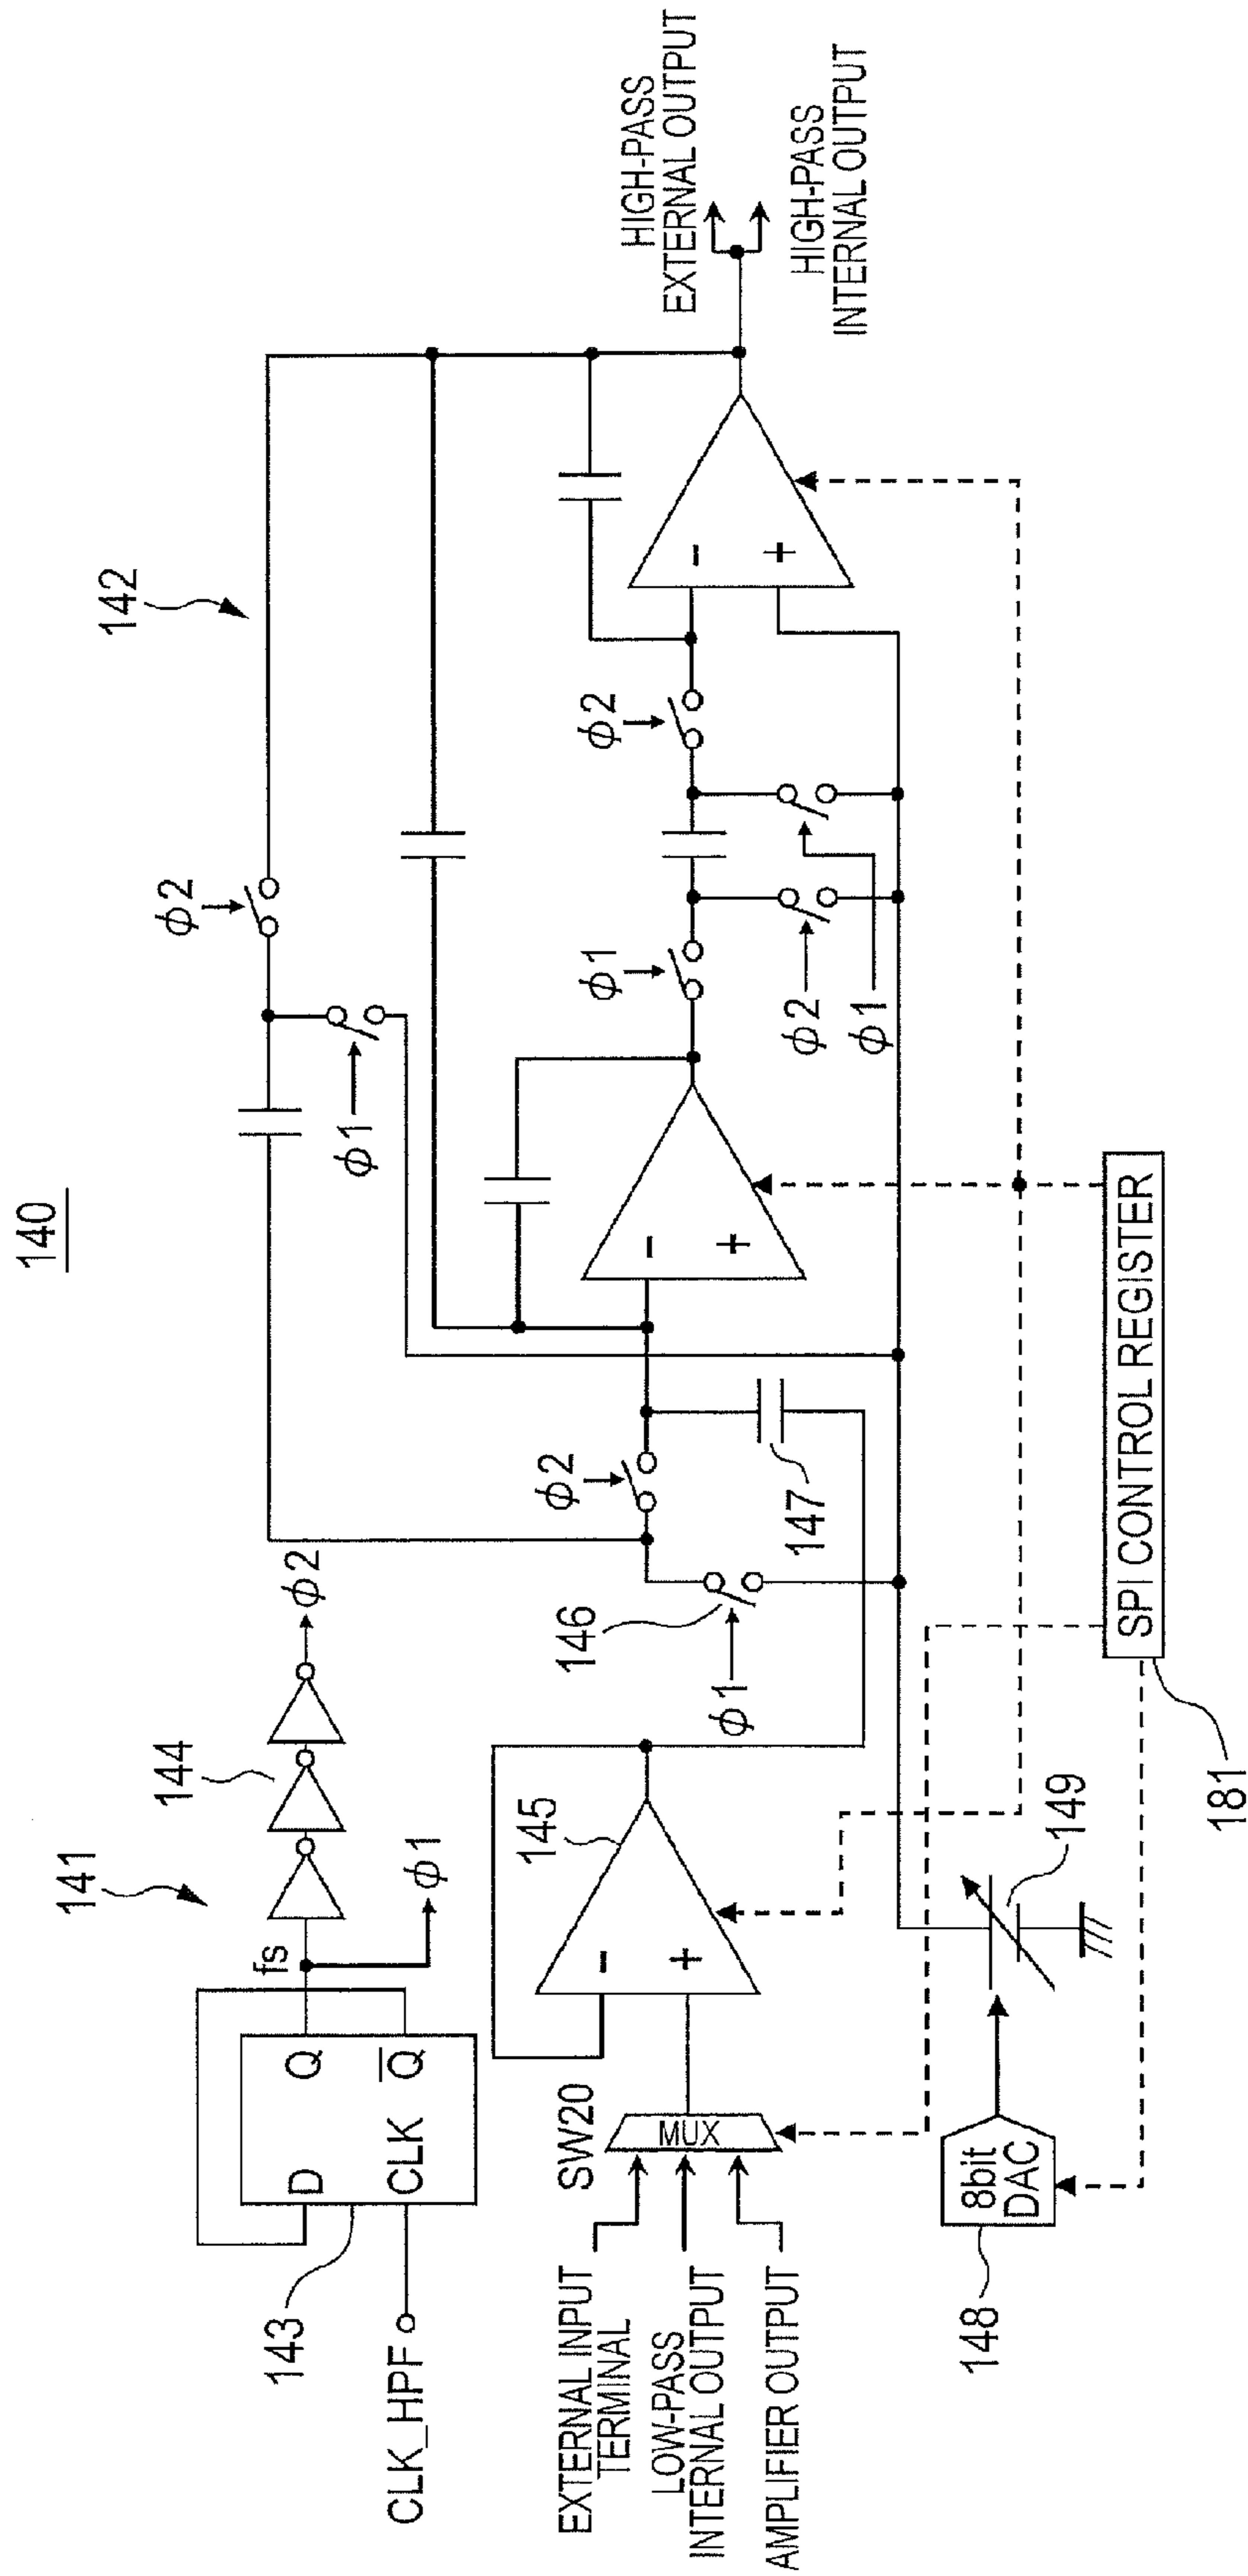 140
141
144
φ2
fs
φ1
D
Q
CLK
Q̅
143
CLK_HPF
142
φ2
φ1
φ2
φ1
φ2
φ2
φ1
HIGH-PASS
EXTERNAL OUTPUT
HIGH-PASS
INTERNAL OUTPUT
-
+
-
+
-
+
145
146
φ1
147
SW20
MUX
EXTERNAL INPUT
TERMINAL
LOW-PASS
INTERNAL OUTPUT
AMPLIFIER OUTPUT
8bit
DAC
148
149
SPI CONTROL REGISTER
181